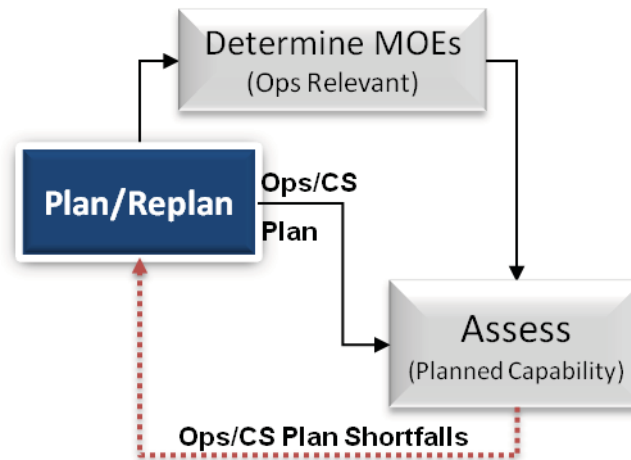 Determine MOEs
(Ops Relevant)
Plan/Replan
Ops/CS
Plan
Assess
(Planned Capability)
Ops/CS Plan Shortfalls